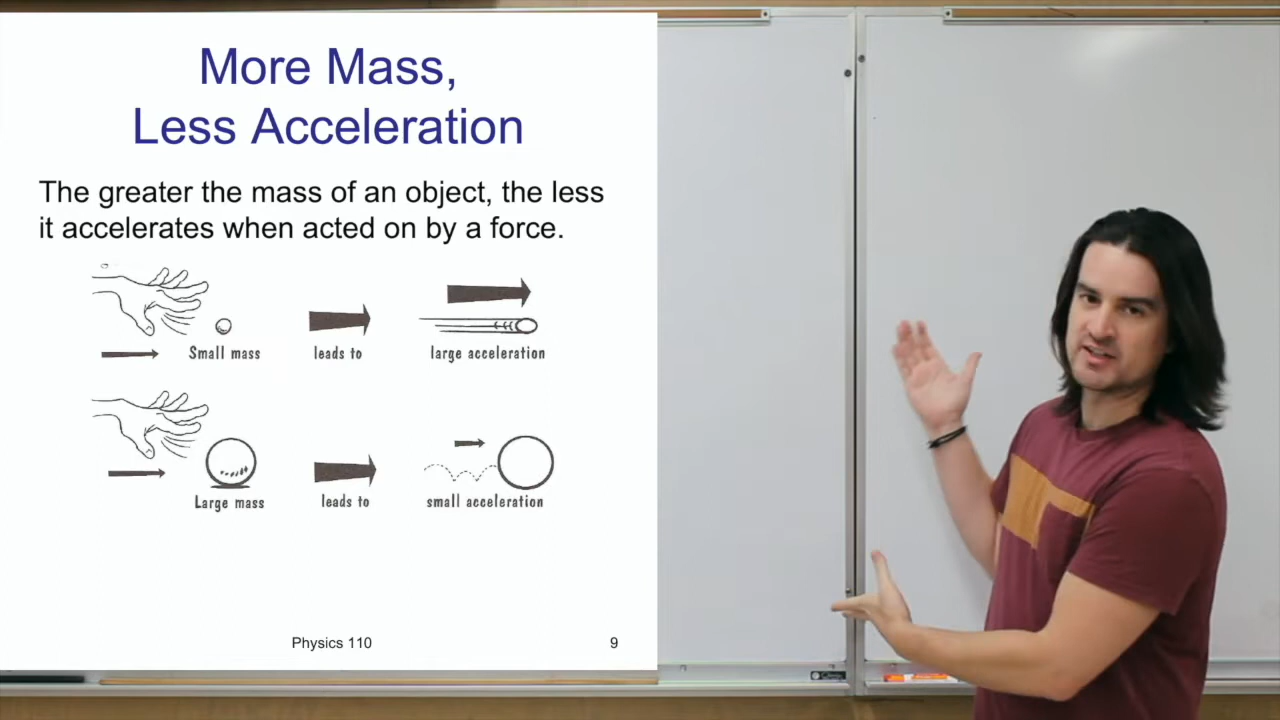 More Mass,
Less Acceleration
The greater the mass of an object, the less
it accelerates when acted on by a force.
Small mass
leads to
large acceleration
Large mass
leads to
small acceleration
Physics 110
9